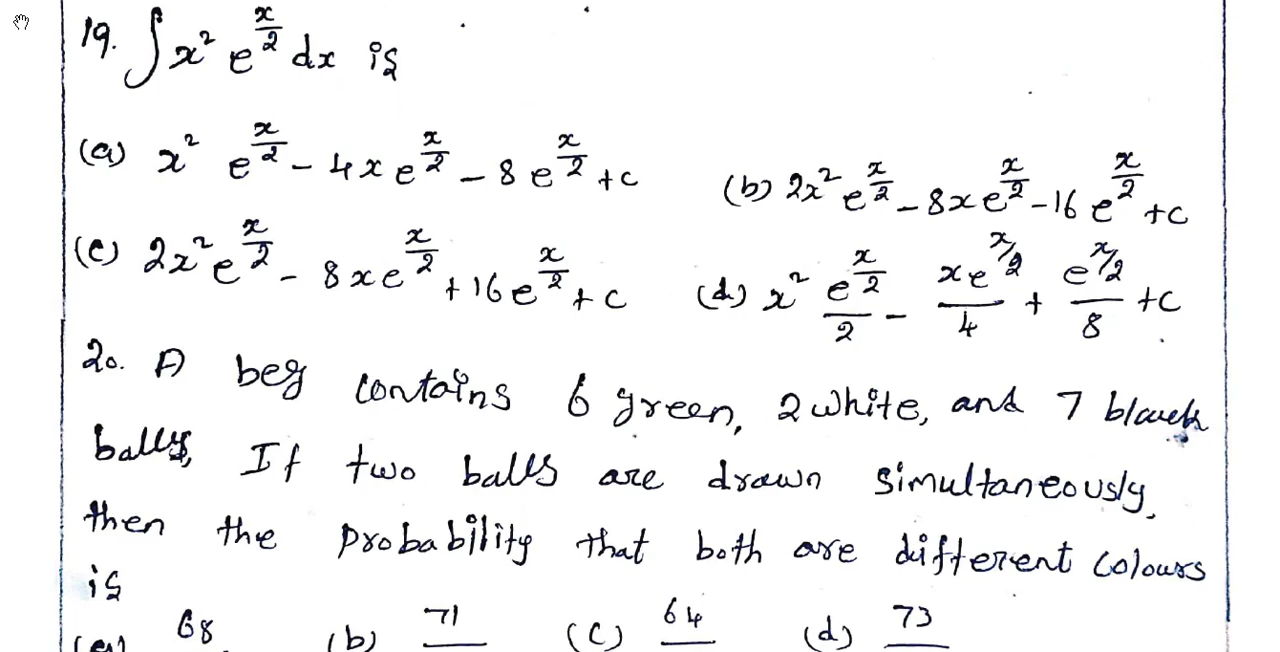 19. ∫ x² e^(x/2) dx is
(a) x² e^(x/2) - 4x e^(x/2) - 8 e^(x/2) + c (b) 2x² e^(x/2) - 8x e^(x/2) - 16 e^(x/2) + c
(c) 2x² e^(x/2) - 8x e^(x/2) + 16 e^(x/2) + c (d) x² e^(x/2)/2 - x e^(x/2)/4 + e^(x/2)/8 + c
20. A beg contains 6 green, 2 white, and 7 black
balls, If two balls are drawn simultaneously,
then the probability that both are different colours
is
(a) 68 (b) 71 (c) 64 (d) 73